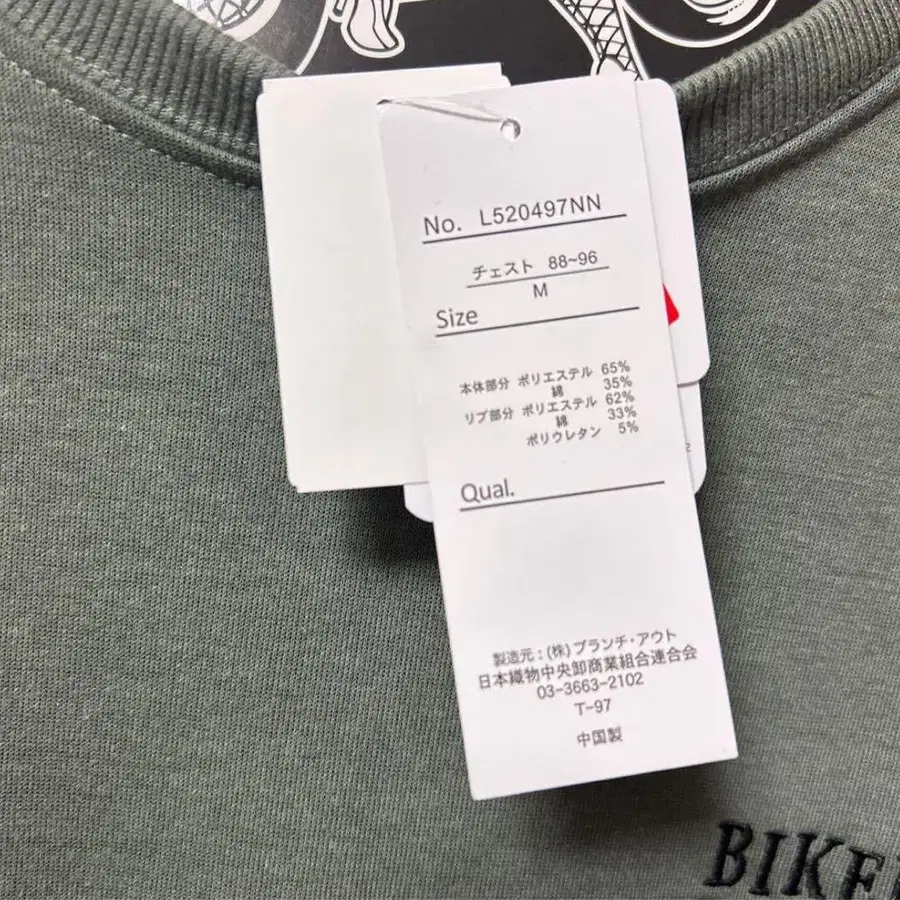 No. L520497NN
チェスト 88~96
M
Size
本体部分 ポリエステル 65%
綿 35%
リブ部分 ポリエステル 62%
綿 33%
ポリウレタン 5%
Qual.
製造元：(株)ブランチ・アウト
日本織物中央卸商業組合連合会
03-3663-2102
T-97
中国製
BIKE